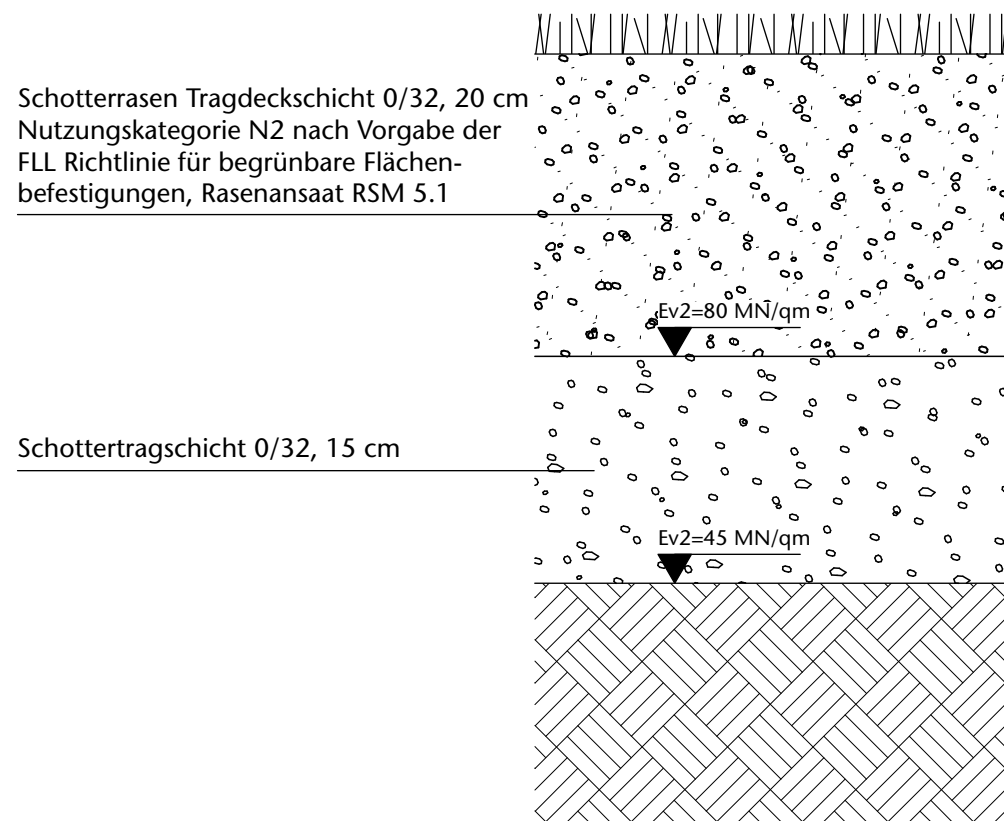 Schotterrasen Tragdeckschicht 0/32, 20 cm
Nutzungskategorie N2 nach Vorgabe der
FLL Richtlinie für begrünbare Flächen-
befestigungen, Rasenansaat RSM 5.1
Ev2=80 MN/qm
Schottertragschicht 0/32, 15 cm
Ev2=45 MN/qm